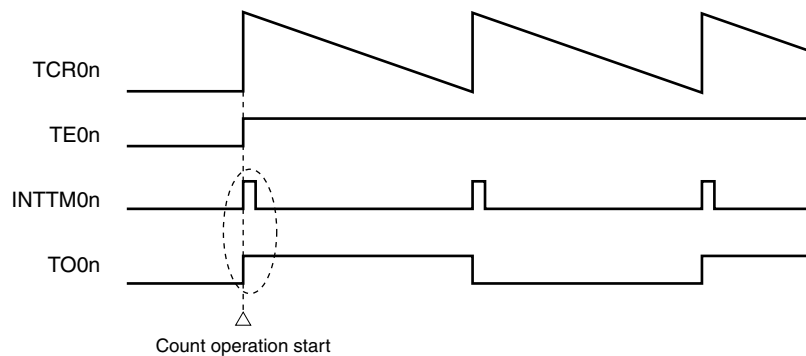 TCR0n
TE0n
INTTM0n
TO0n
Count operation start